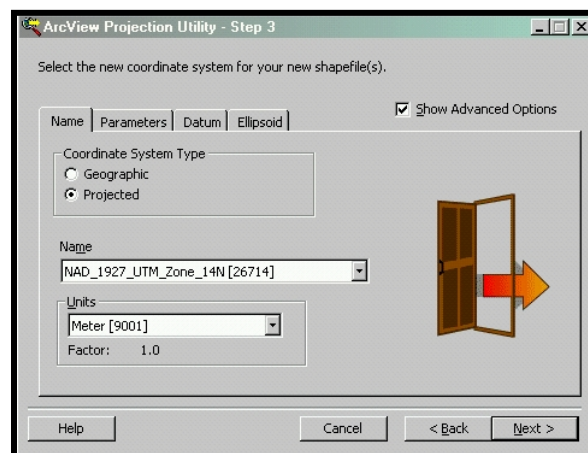 ArcView Projection Utility - Step 3
Select the new coordinate system for your new shapefile(s).
Show Advanced Options
Name Parameters Datum Ellipsoid
Coordinate System Type
Geographic
Projected
Name
NAD_1927_UTM_Zone_14N [26714]
Units
Meter [9001]
Factor: 1.0
Help Cancel < Back Next >